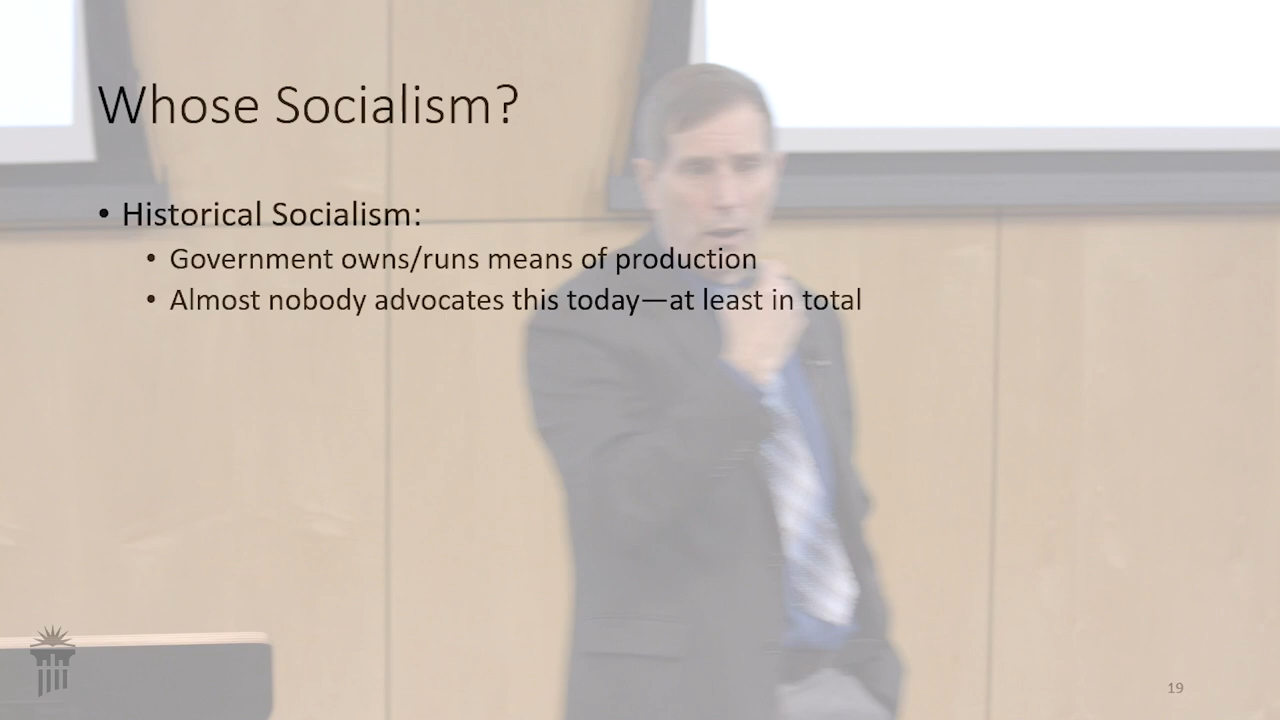 Whose Socialism?
• Historical Socialism:
• Government owns/runs means of production
• Almost nobody advocates this today—at least in total
19